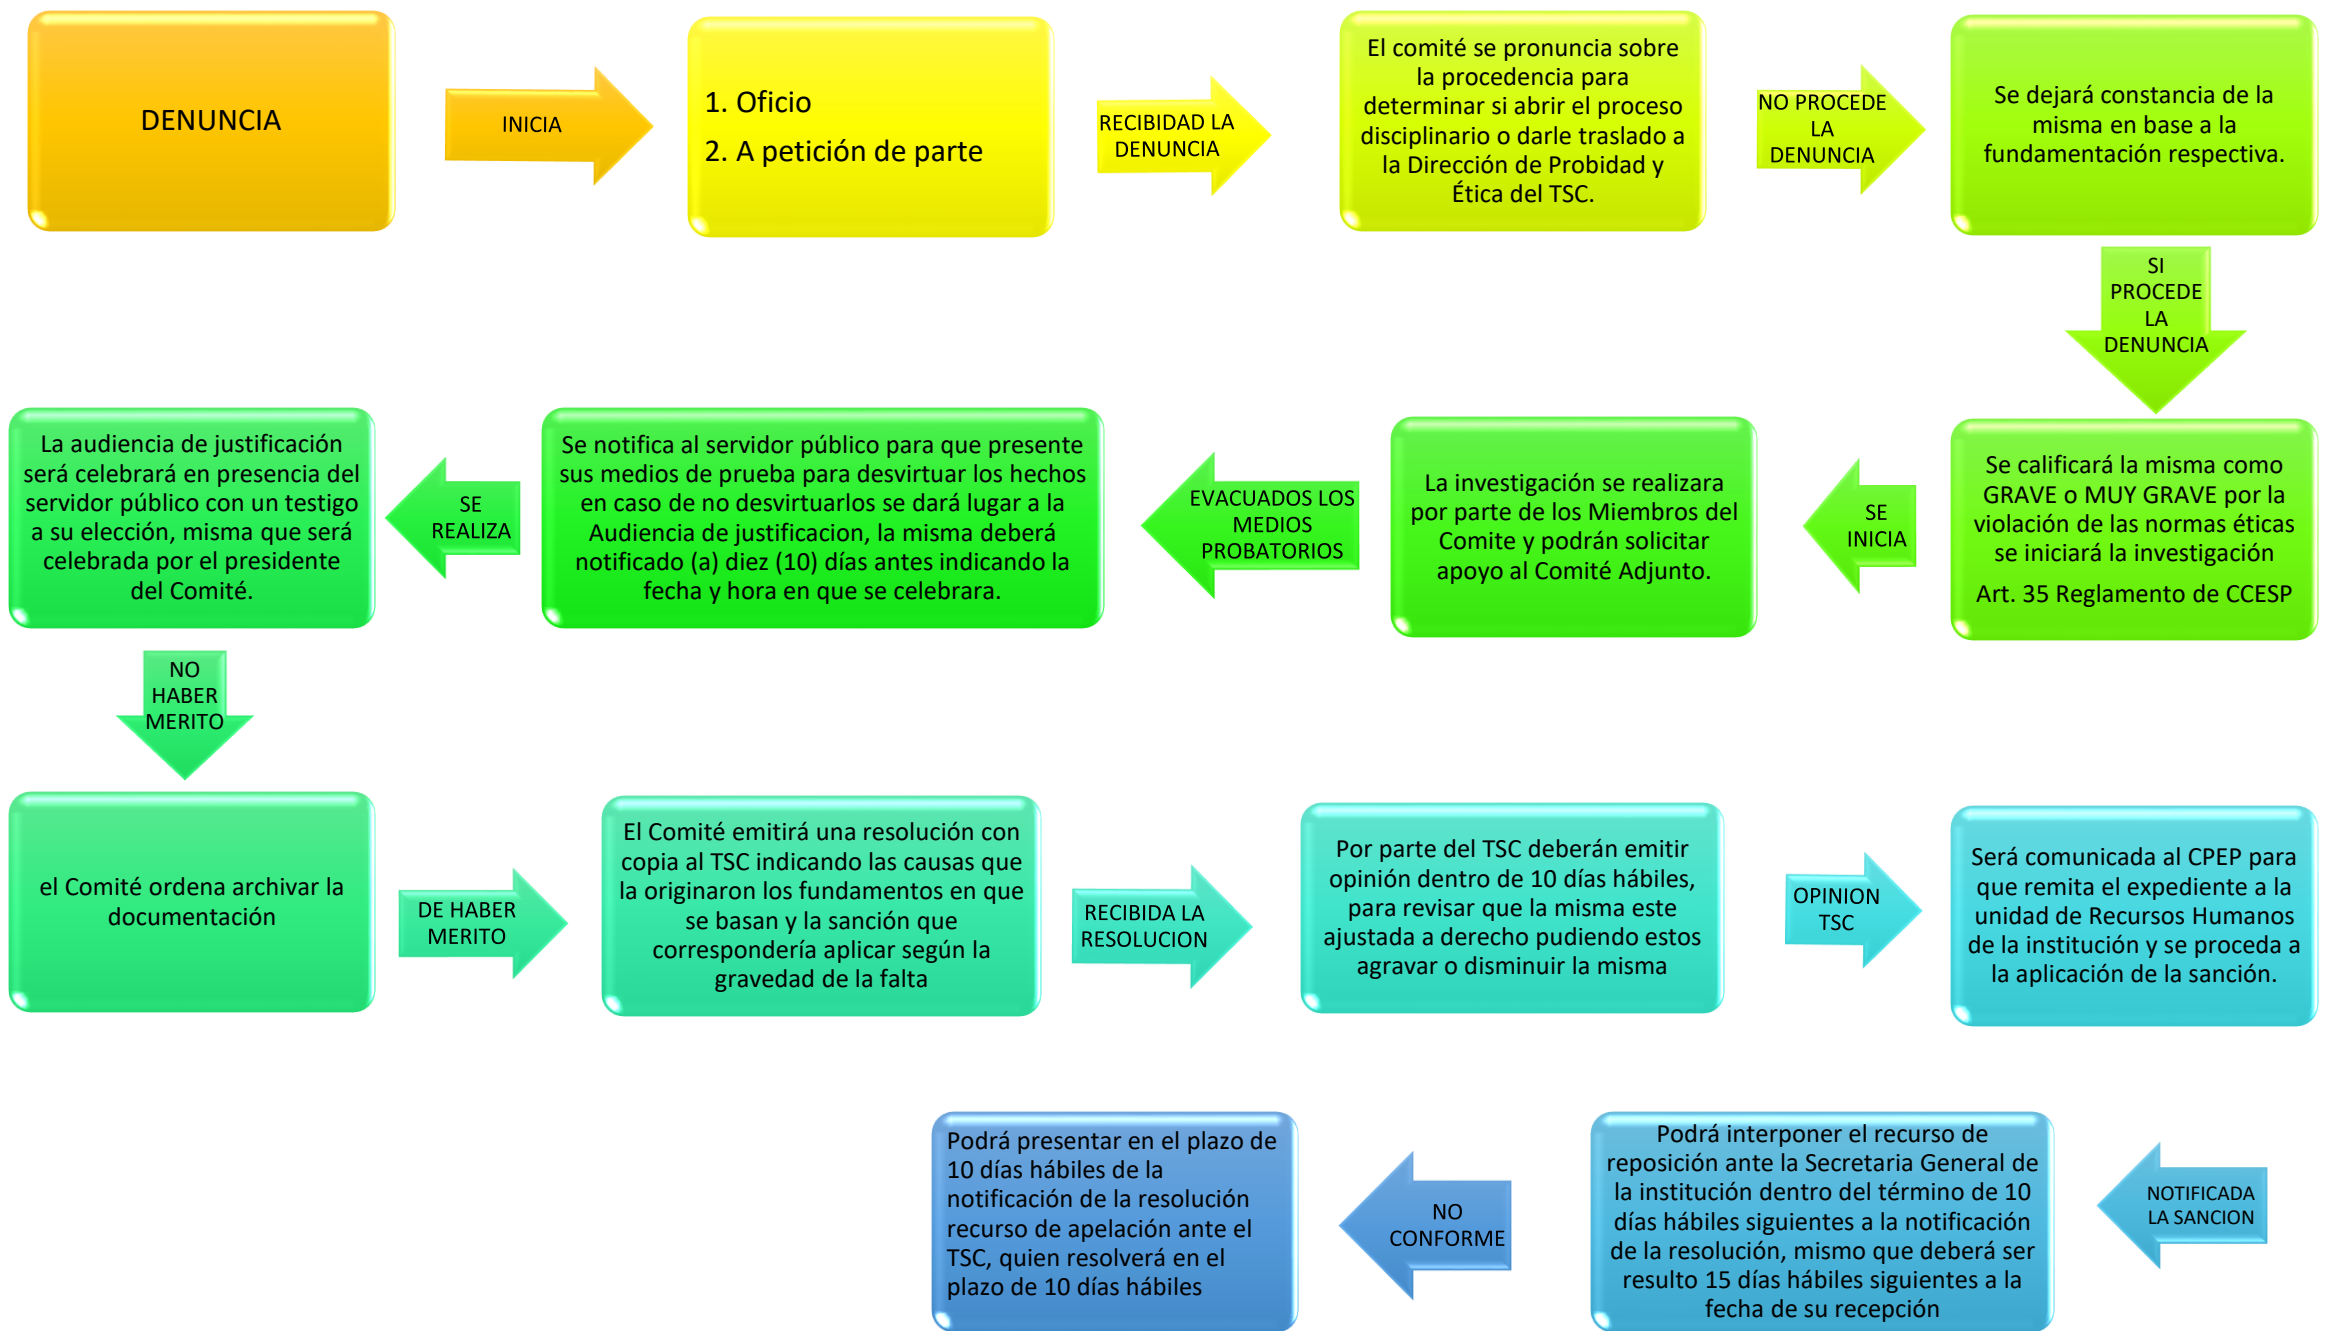 DENUNCIA
INICIA
1. Oficio
2. A petición de parte
RECIBIDAD LA
DENUNCIA
El comité se pronuncia sobre
la procedencia para
determinar si abrir el proceso
disciplinario o darle traslado a
la Dirección de Probidad y
Ética del TSC.
NO PROCEDE
LA
DENUNCIA
Se dejará constancia de la
misma en base a la
fundamentación respectiva.
SI
PROCEDE
LA
DENUNCIA
Se calificará la misma como
GRAVE o MUY GRAVE por la
violación de las normas éticas
se iniciará la investigación
Art. 35 Reglamento de CCESP
SE
INICIA
La investigación se realizara
por parte de los Miembros del
Comite y podrán solicitar
apoyo al Comité Adjunto.
EVACUADOS LOS
MEDIOS
PROBATORIOS
Se notifica al servidor público para que presente
sus medios de prueba para desvirtuar los hechos
en caso de no desvirtuarlos se dará lugar a la
Audiencia de justificacion, la misma deberá
notificado (a) diez (10) días antes indicando la
fecha y hora en que se celebrara.
SE
REALIZA
La audiencia de justificación
será celebrará en presencia del
servidor público con un testigo
a su elección, misma que será
celebrada por el presidente
del Comité.
NO
HABER
MERITO
el Comité ordena archivar la
documentación
DE HABER
MERITO
El Comité emitirá una resolución con
copia al TSC indicando las causas que
la originaron los fundamentos en que
se basan y la sanción que
correspondería aplicar según la
gravedad de la falta
RECIBIDA LA
RESOLUCION
Por parte del TSC deberán emitir
opinión dentro de 10 días hábiles,
para revisar que la misma este
ajustada a derecho pudiendo estos
agravar o disminuir la misma
OPINION
TSC
Será comunicada al CPEP para
que remita el expediente a la
unidad de Recursos Humanos
de la institución y se proceda a
la aplicación de la sanción.
NOTIFICADA
LA SANCION
Podrá interponer el recurso de
reposición ante la Secretaria General de
la institución dentro del término de 10
días hábiles siguientes a la notificación
de la resolución, mismo que deberá ser
resulto 15 días hábiles siguientes a la
fecha de su recepción
NO
CONFORME
Podrá presentar en el plazo de
10 días hábiles de la
notificación de la resolución
recurso de apelación ante el
TSC, quien resolverá en el
plazo de 10 días hábiles